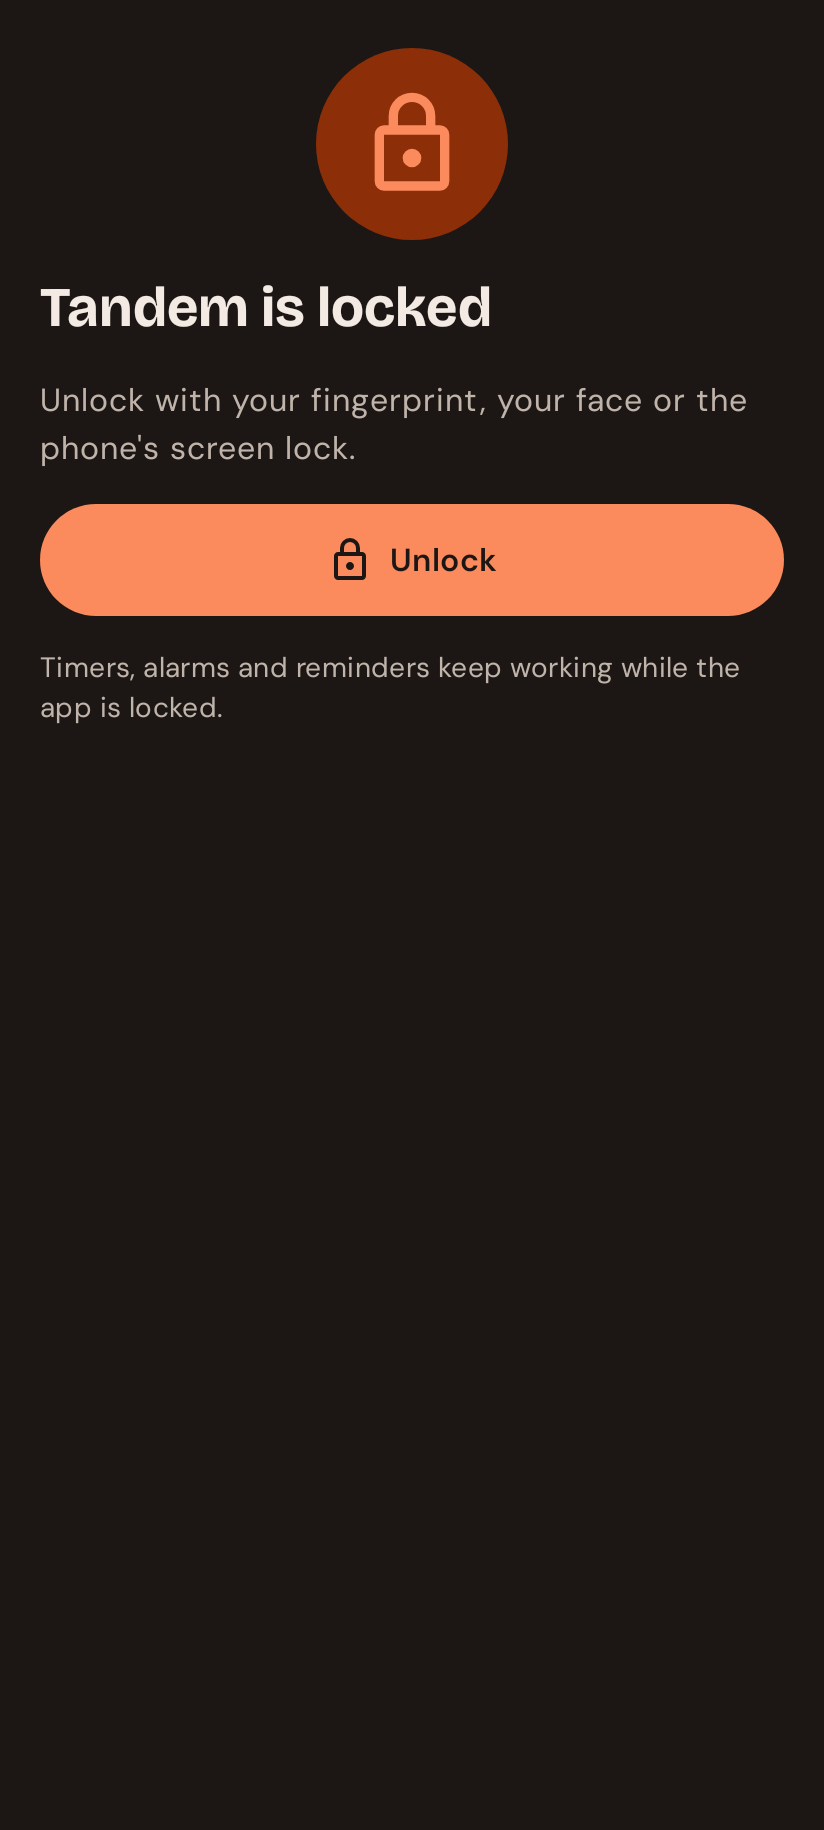 Tandem is locked
Unlock with your fingerprint, your face or the
phone's screen lock.
Unlock
Timers, alarms and reminders keep working while the
app is locked.